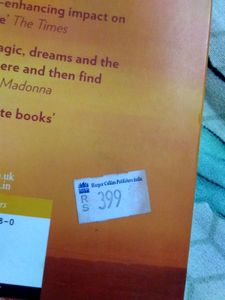 -enhancing impact on
e' The Times
agic, dreams and the
ere and then find
Madonna
te books'
.uk
.in
rs
8-0
Harper Collins Publishers India
RS 399